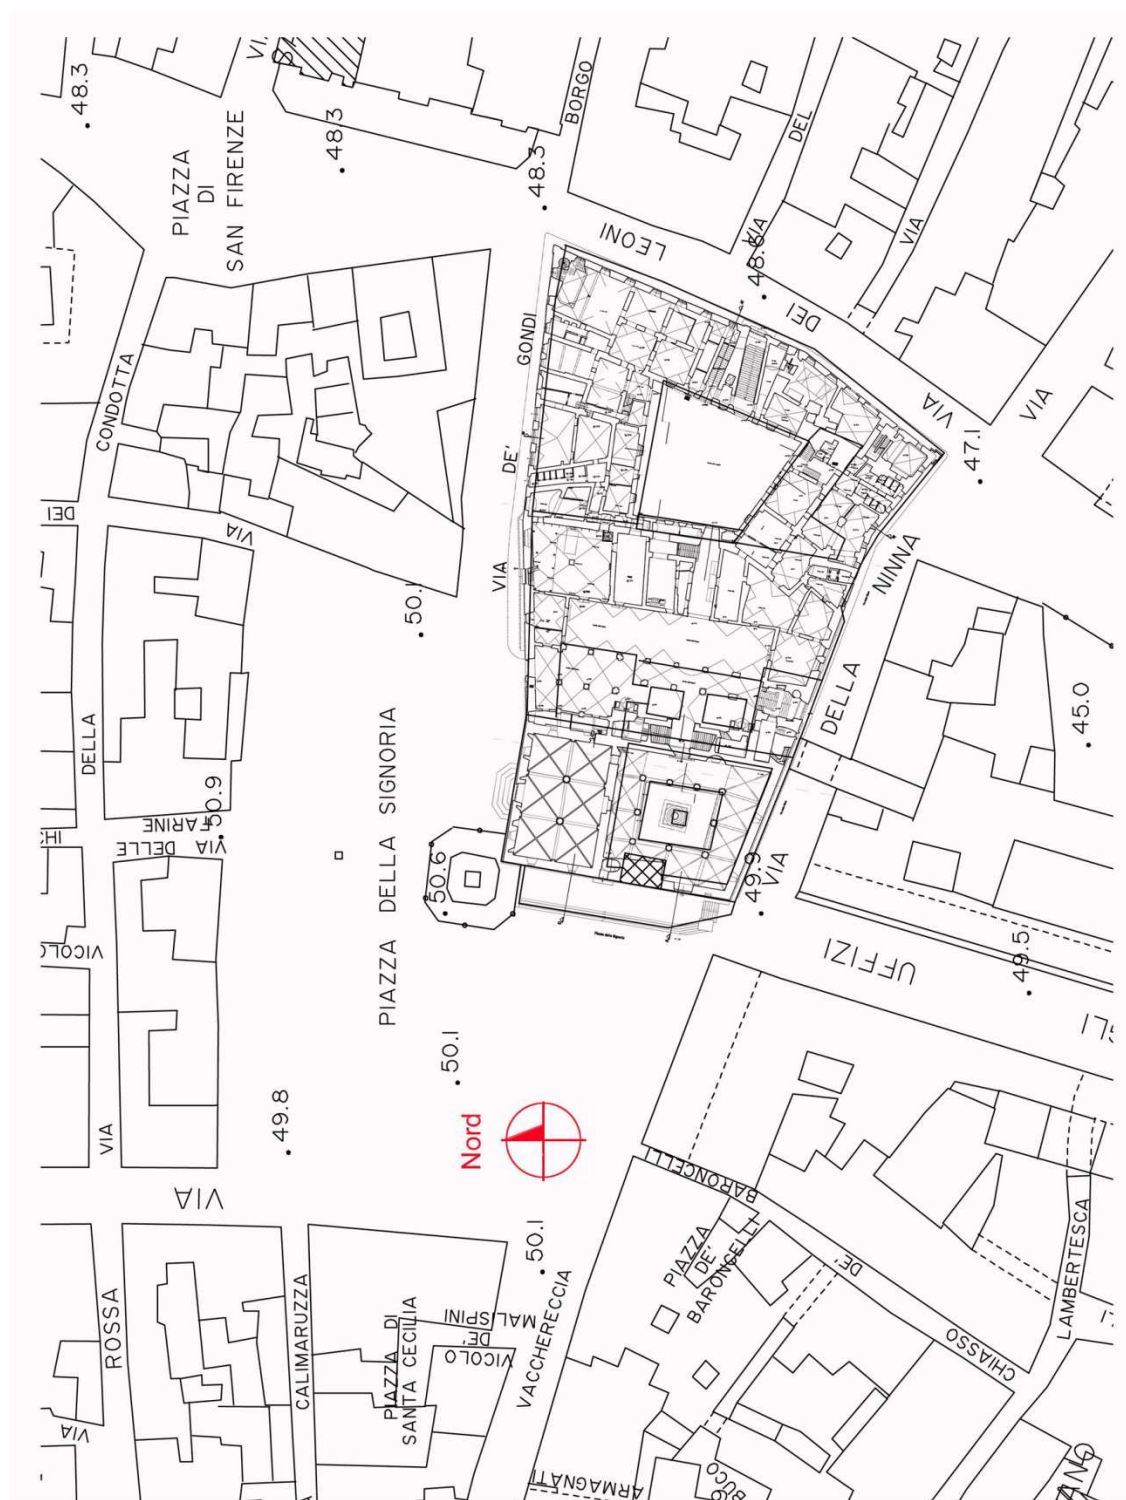 48.3
VIA
PIAZZA
DI
SAN FIRENZE
48.3
BORGO
48.3
LEONI
DEL
VIA
48.6
VIA
DEI
VIA
VIA
47.1
CONDOTTA
DEI
VIA
GONDI
DE'
VIA
50.1
NINNA
DELLA
VIA
45.0
DELLA
50.9
FARINE
VIA DELLE
PIAZZA DELLA SIGNORIA
50.6
49.9
UFFIZI
49.5
VICOLO
VIA
49.8
50.1
Nord
VIA
50.1
BARONCELLI
PIAZZA
DE'
BARONCELLI
DE'
CHIASSO
LAMBERTESCA
ROSSA
VIA
CALIMARUZZA
PIAZZA DI
SANTA CECILIA
VICOLO
DE'
MALISPINI
VACCHERECCIA
ARMAGNATI
BUCO